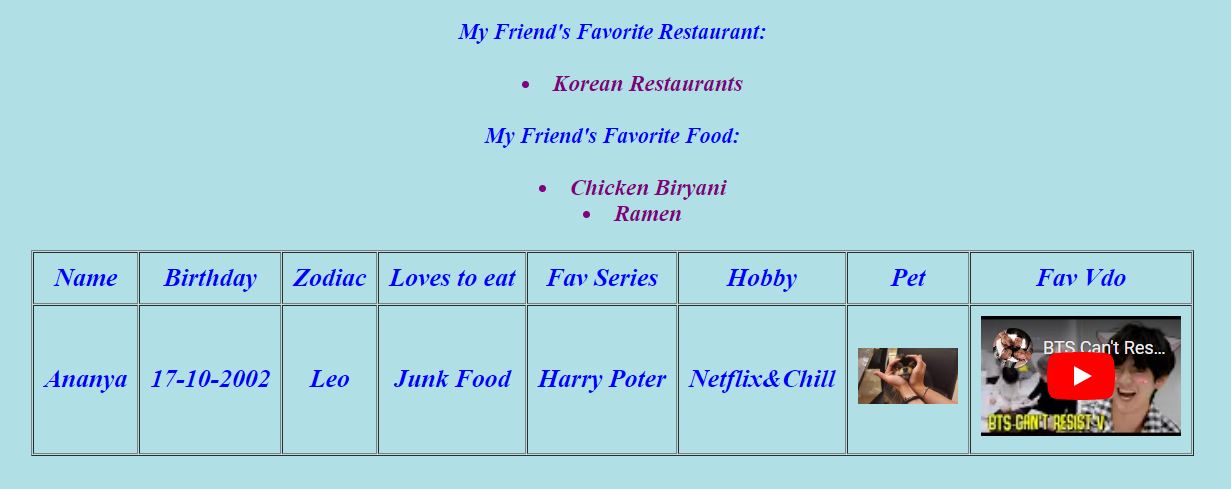 My Friend's Favorite Restaurant:
• Korean Restaurants
My Friend's Favorite Food:
• Chicken Biryani
• Ramen
Name Birthday Zodiac Loves to eat Fav Series Hobby Pet Fav Vdo
Ananya 17-10-2002 Leo Junk Food Harry Poter Netflix&Chill
BTS Can't Res...
BTS CAN'T RESIST V